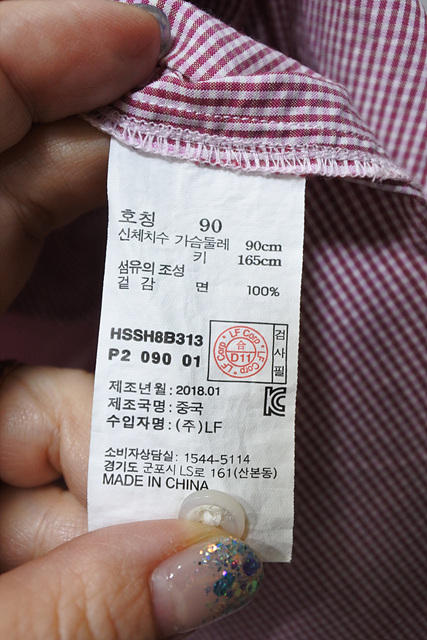 호칭 90
신체치수 가슴둘레 90cm
키 165cm
섬유의 조성
겉 감 면 100%
HSSH8B313
P2 090 01
LF Corp · LF Corp · LF Corp
合
D11
검
사
필
제조년월 : 2018.01
제조국명 : 중국
수입자명 : (주)LF
소비자상담실: 1544-5114
경기도 군포시 LS로 161(산본동)
MADE IN CHINA